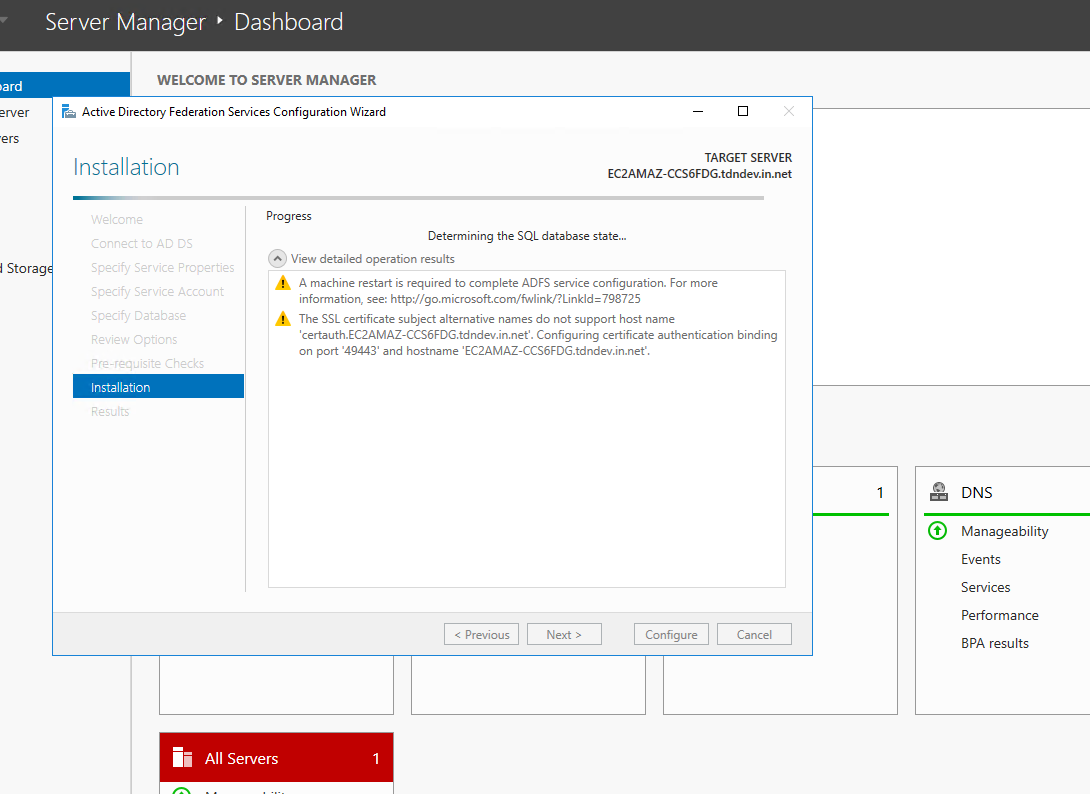 Server Manager ‣ Dashboard
WELCOME TO SERVER MANAGER
Active Directory Federation Services Configuration Wizard
Installation
TARGET SERVER
EC2AMAZ-CCS6FDG.tdndev.in.net
Welcome
Connect to AD DS
Specify Service Properties
Specify Service Account
Specify Database
Review Options
Pre-requisite Checks
Installation
Results
Progress
Determining the SQL database state...
View detailed operation results
A machine restart is required to complete ADFS service configuration. For more
information, see: http://go.microsoft.com/fwlink/?LinkId=798725
The SSL certificate subject alternative names do not support host name
'certauth.EC2AMAZ-CCS6FDG.tdndev.in.net'. Configuring certificate authentication binding
on port '49443' and hostname 'EC2AMAZ-CCS6FDG.tdndev.in.net'.
< Previous
Next >
Configure
Cancel
Storage
1
DNS
Manageability
Events
Services
Performance
BPA results
All Servers 1